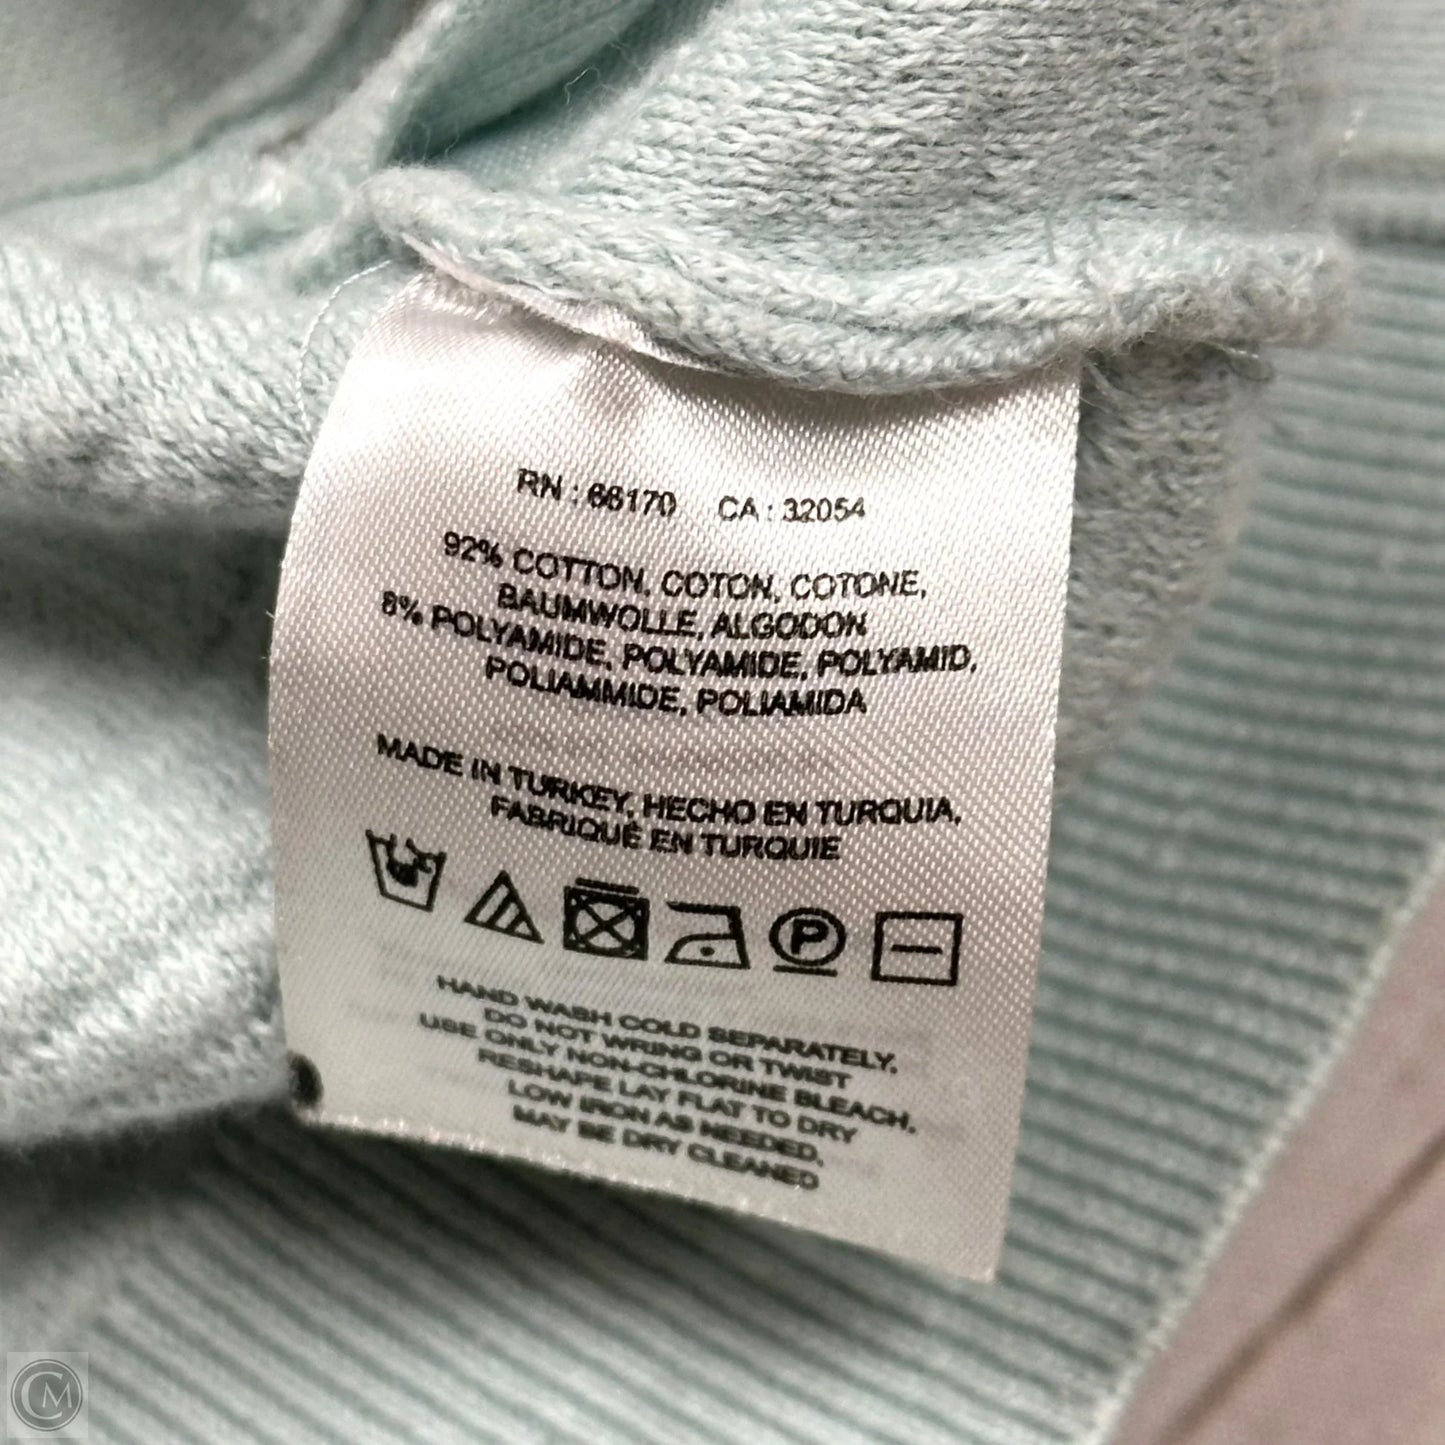 RN : 66170 CA : 32054
92% COTTON, COTON, COTONE,
BAUMWOLLE, ALGODON
8% POLYAMIDE, POLYAMIDE, POLYAMID,
POLIAMMIDE, POLIAMIDA
MADE IN TURKEY, HECHO EN TURQUIA,
FABRIQUÉ EN TURQUIE
P
HAND WASH COLD SEPARATELY,
DO NOT WRING OR TWIST
USE ONLY NON-CHLORINE BLEACH,
RESHAPE LAY FLAT TO DRY
LOW IRON AS NEEDED,
MAY BE DRY CLEANED
CM